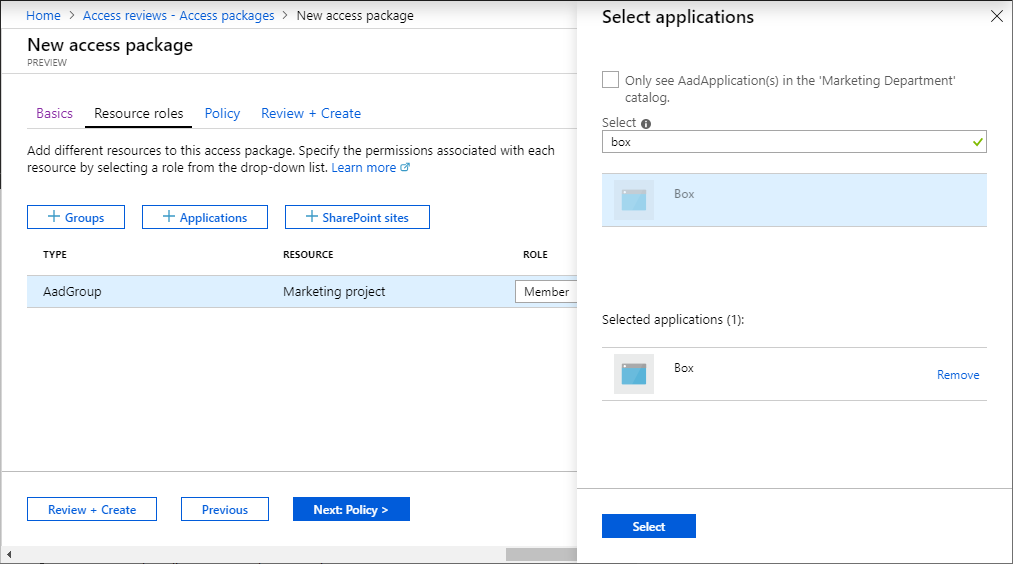 Home > Access reviews - Access packages > New access package
New access package
PREVIEW
Basics Resource roles Policy Review + Create
Add different resources to this access package. Specify the permissions associated with each
resource by selecting a role from the drop-down list. Learn more
+ Groups + Applications + SharePoint sites
TYPE RESOURCE ROLE
AadGroup Marketing project Member
Review + Create Previous Next: Policy >
Select applications
Only see AadApplication(s) in the 'Marketing Department'
catalog.
Select
box
Box
Selected applications (1):
Box
Remove
Select